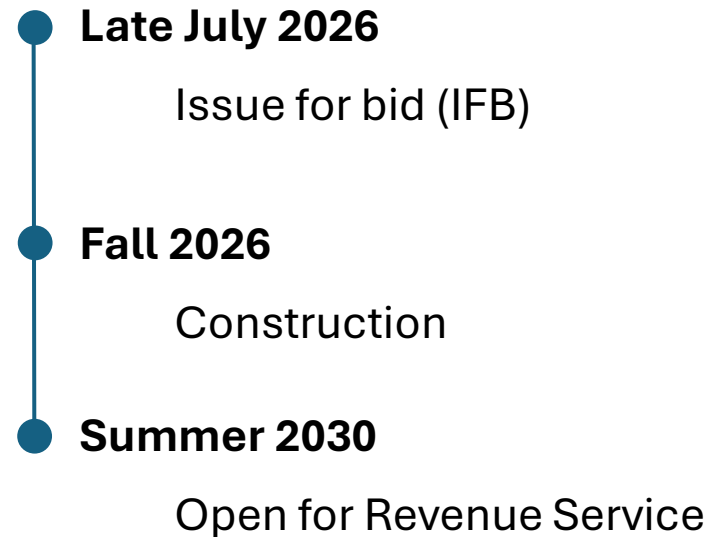 Late July 2026
Issue for bid (IFB)
Fall 2026
Construction
Summer 2030
Open for Revenue Service